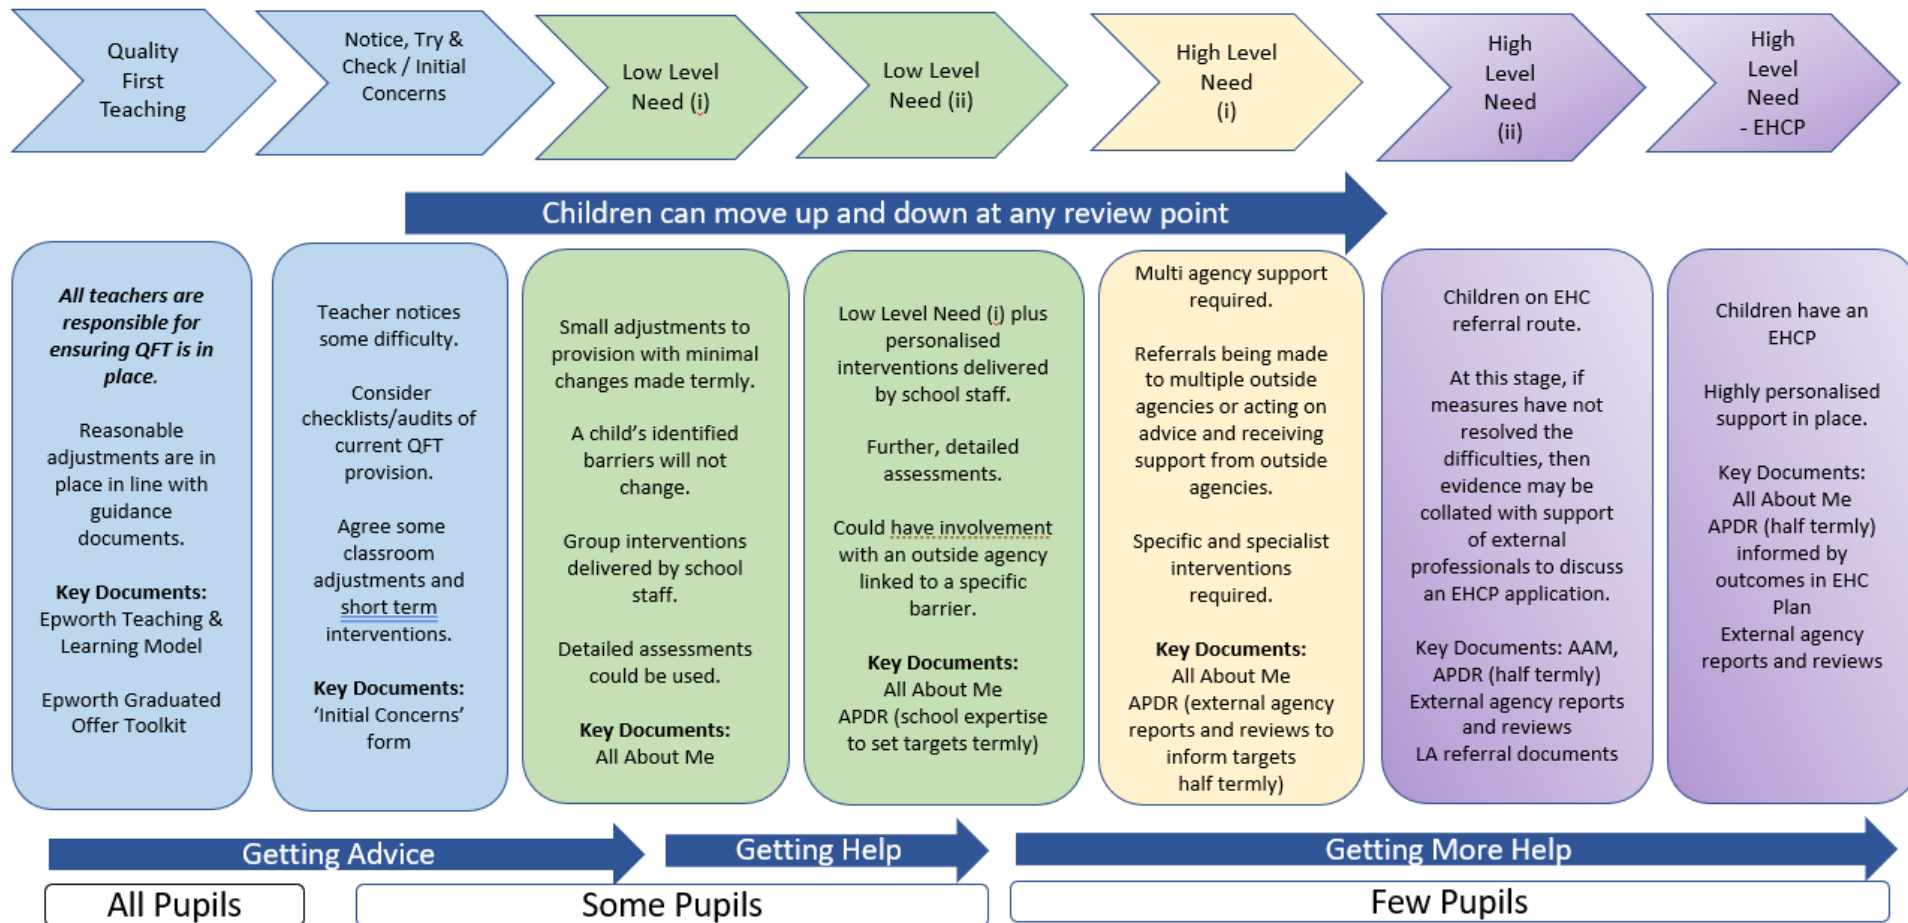 Quality
First
Teaching
Notice, Try &
Check / Initial
Concerns
Low Level
Need (i)
Low Level
Need (ii)
High Level
Need
(i)
High
Level
Need
(ii)
High
Level
Need
- EHCP
Children can move up and down at any review point
All teachers are
responsible for
ensuring QFT is in
place.
Reasonable
adjustments are in
place in line with
guidance
documents.
Key Documents:
Epworth Teaching &
Learning Model
Epworth Graduated
Offer Toolkit
Teacher notices
some difficulty.
Consider
checklists/audits of
current QFT
provision.
Agree some
classroom
adjustments and
short term
interventions.
Key Documents:
‘Initial Concerns’
form
Small adjustments to
provision with minimal
changes made termly.
A child’s identified
barriers will not
change.
Group interventions
delivered by school
staff.
Detailed assessments
could be used.
Key Documents:
All About Me
Low Level Need (i) plus
personalised
interventions delivered
by school staff.
Further, detailed
assessments.
Could have involvement
with an outside agency
linked to a specific
barrier.
Key Documents:
All About Me
APDR (school expertise
to set targets termly)
Multi agency support
required.
Referrals being made
to multiple outside
agencies or acting on
advice and receiving
support from outside
agencies.
Specific and specialist
interventions
required.
Key Documents:
All About Me
APDR (external agency
reports and reviews to
inform targets
half termly)
Children on EHC
referral route.
At this stage, if
measures have not
resolved the
difficulties, then
evidence may be
collated with support
of external
professionals to discuss
an EHCP application.
Key Documents: AAM,
APDR (half termly)
External agency reports
and reviews
LA referral documents
Children have an
EHCP
Highly personalised
support in place.
Key Documents:
All About Me
APDR (half termly)
informed by
outcomes in EHC
Plan
External agency
reports and reviews
Getting Advice
Getting Help
Getting More Help
All Pupils
Some Pupils
Few Pupils